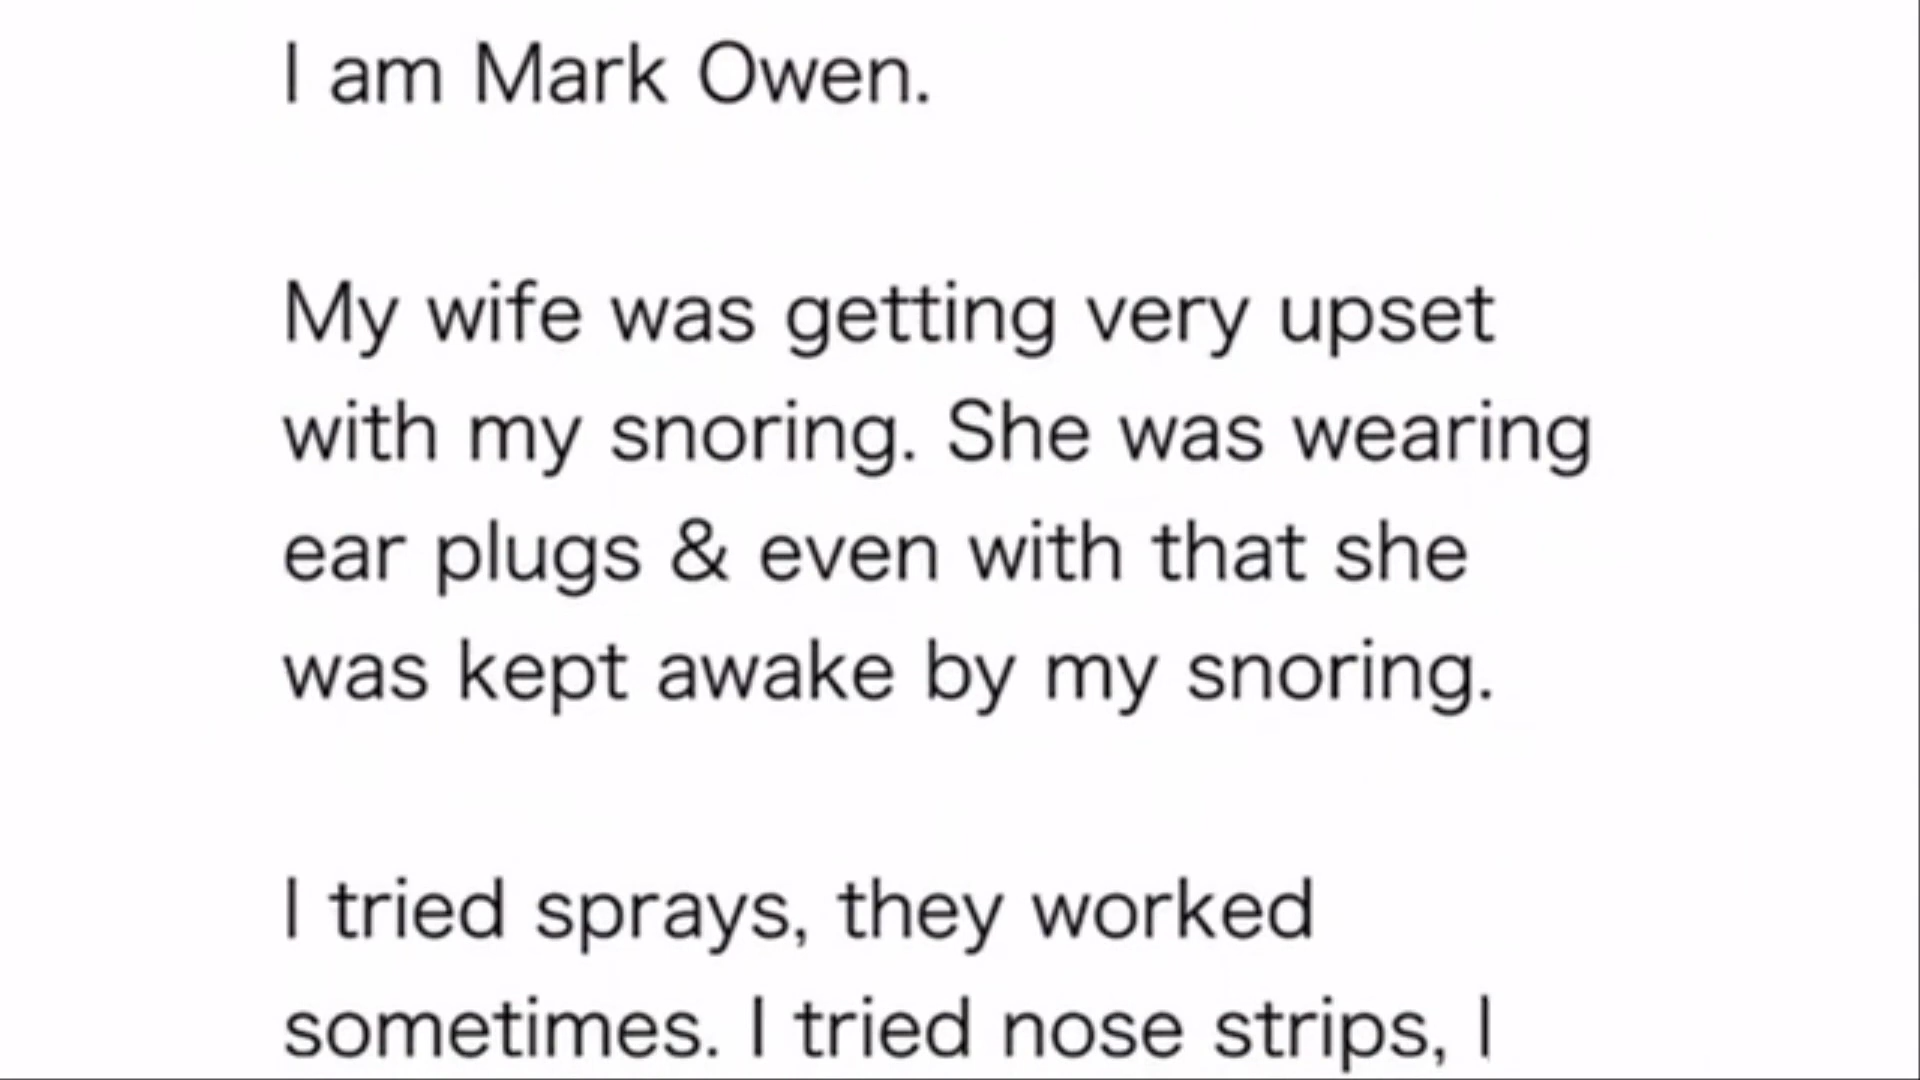 I am Mark Owen.
My wife was getting very upset
with my snoring. She was wearing
ear plugs & even with that she
was kept awake by my snoring.
I tried sprays, they worked
sometimes. I tried nose strips, I